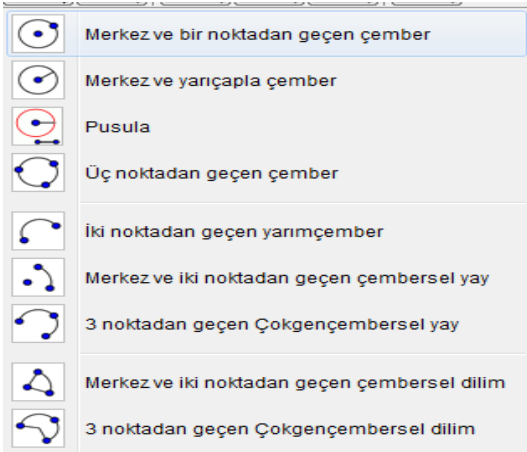 Merkez ve bir noktadan geçen çember
Merkez ve yarıçapla çember
Pusula
Üç noktadan geçen çember
İki noktadan geçen yarımçember
Merkez ve iki noktadan geçen çembersel yay
3 noktadan geçen Çokgençembersel yay
Merkez ve iki noktadan geçen çembersel dilim
3 noktadan geçen Çokgençembersel dilim